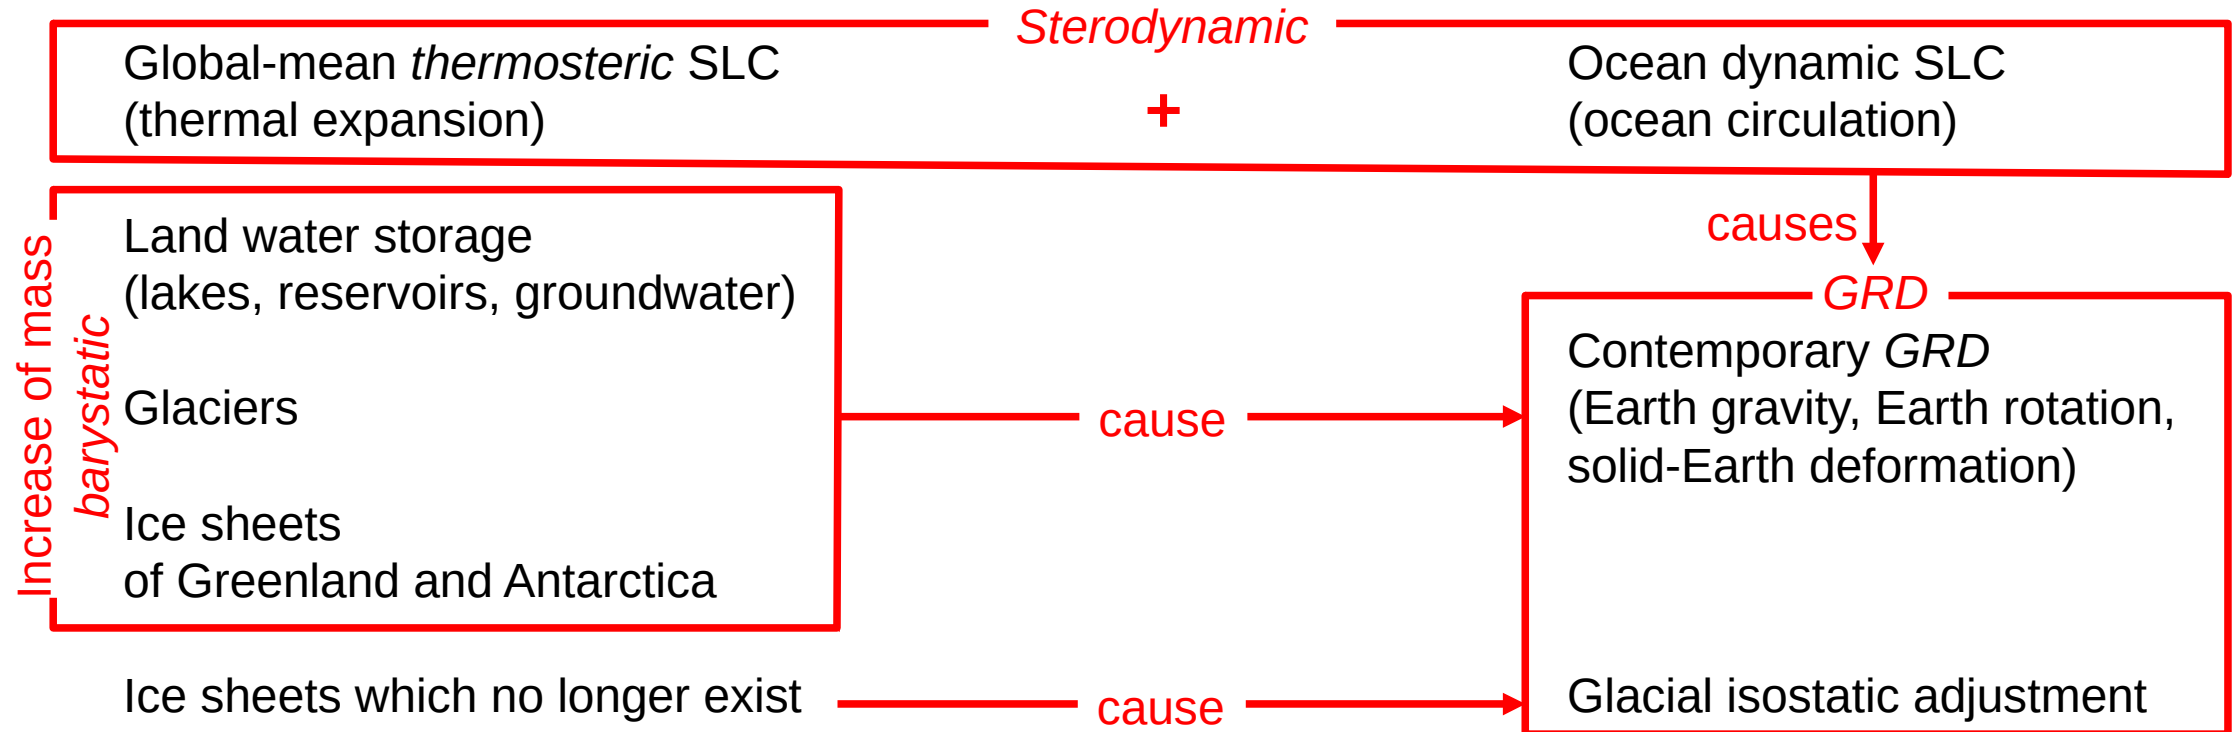 Sterodynamic
Global-mean thermosteric SLC
(thermal expansion)
+
Ocean dynamic SLC
(ocean circulation)
causes
Increase of mass
barystatic
Land water storage
(lakes, reservoirs, groundwater)
Glaciers
Ice sheets
of Greenland and Antarctica
cause
GRD
Contemporary GRD
(Earth gravity, Earth rotation,
solid-Earth deformation)
Ice sheets which no longer exist
cause
Glacial isostatic adjustment